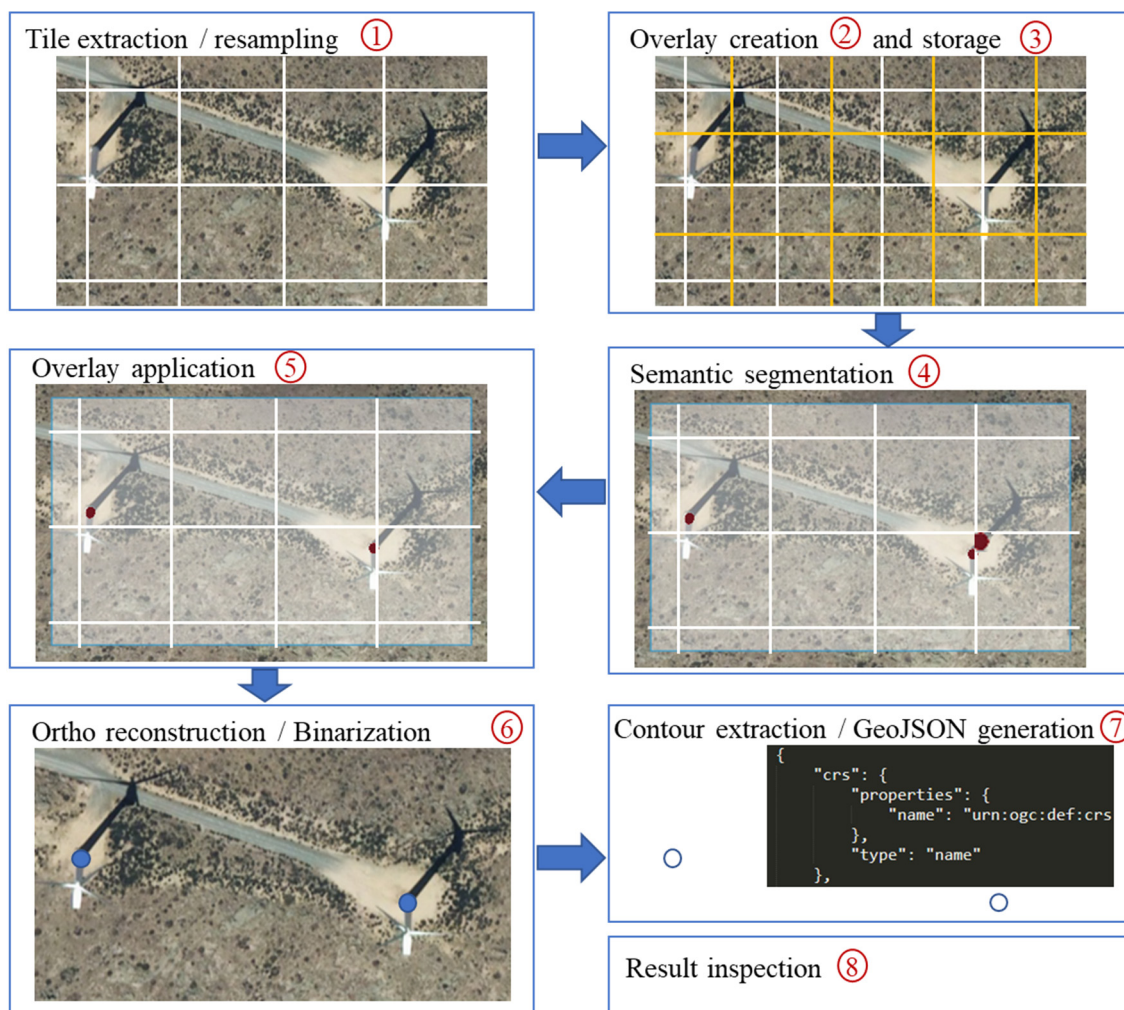 Tile extraction / resampling ①
Overlay creation ② and storage ③
Overlay application ⑤
Semantic segmentation ④
Ortho reconstruction / Binarization ⑥
Contour extraction / GeoJSON generation ⑦
{
"crs": {
"properties": {
"name": "urn:ogc:def:crs
},
"type": "name"
},
Result inspection ⑧